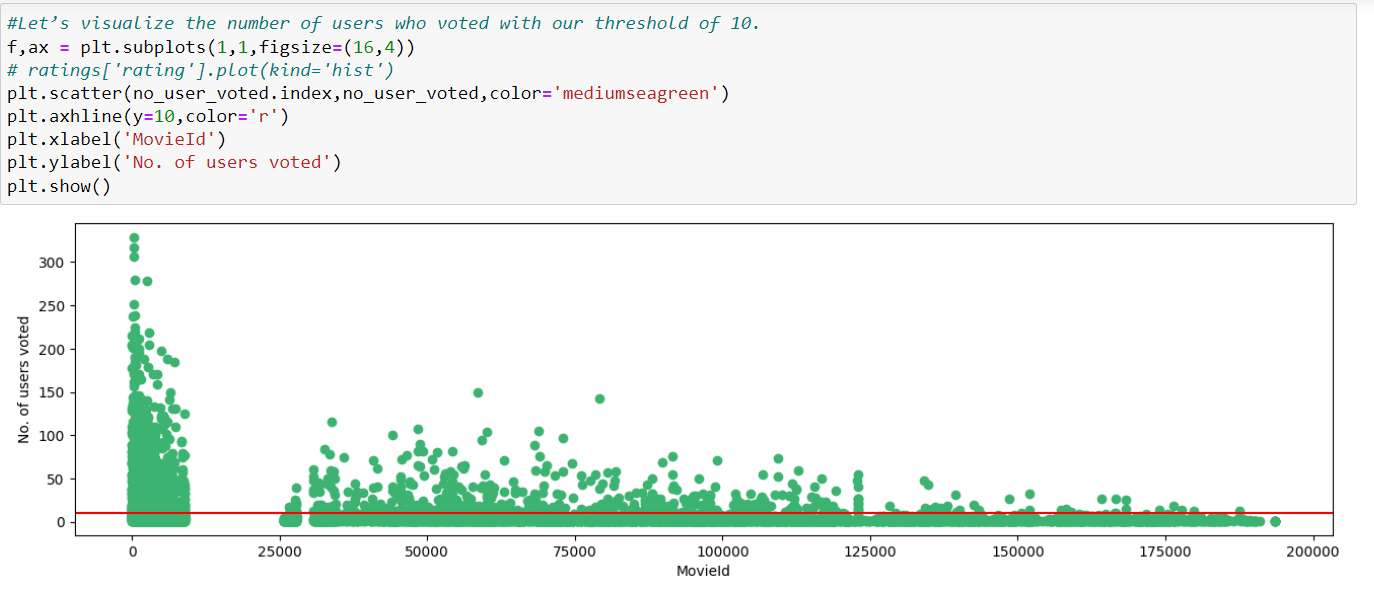 #Let’s visualize the number of users who voted with our threshold of 10.
f,ax = plt.subplots(1,1,figsize=(16,4))
# ratings['rating'].plot(kind='hist')
plt.scatter(no_user_voted.index,no_user_voted,color='mediumseagreen')
plt.axhline(y=10,color='r')
plt.xlabel('MovieId')
plt.ylabel('No. of users voted')
plt.show()
No. of users voted
300
250
200
150
100
50
0
0 25000 50000 75000 100000 125000 150000 175000 200000
MovieId